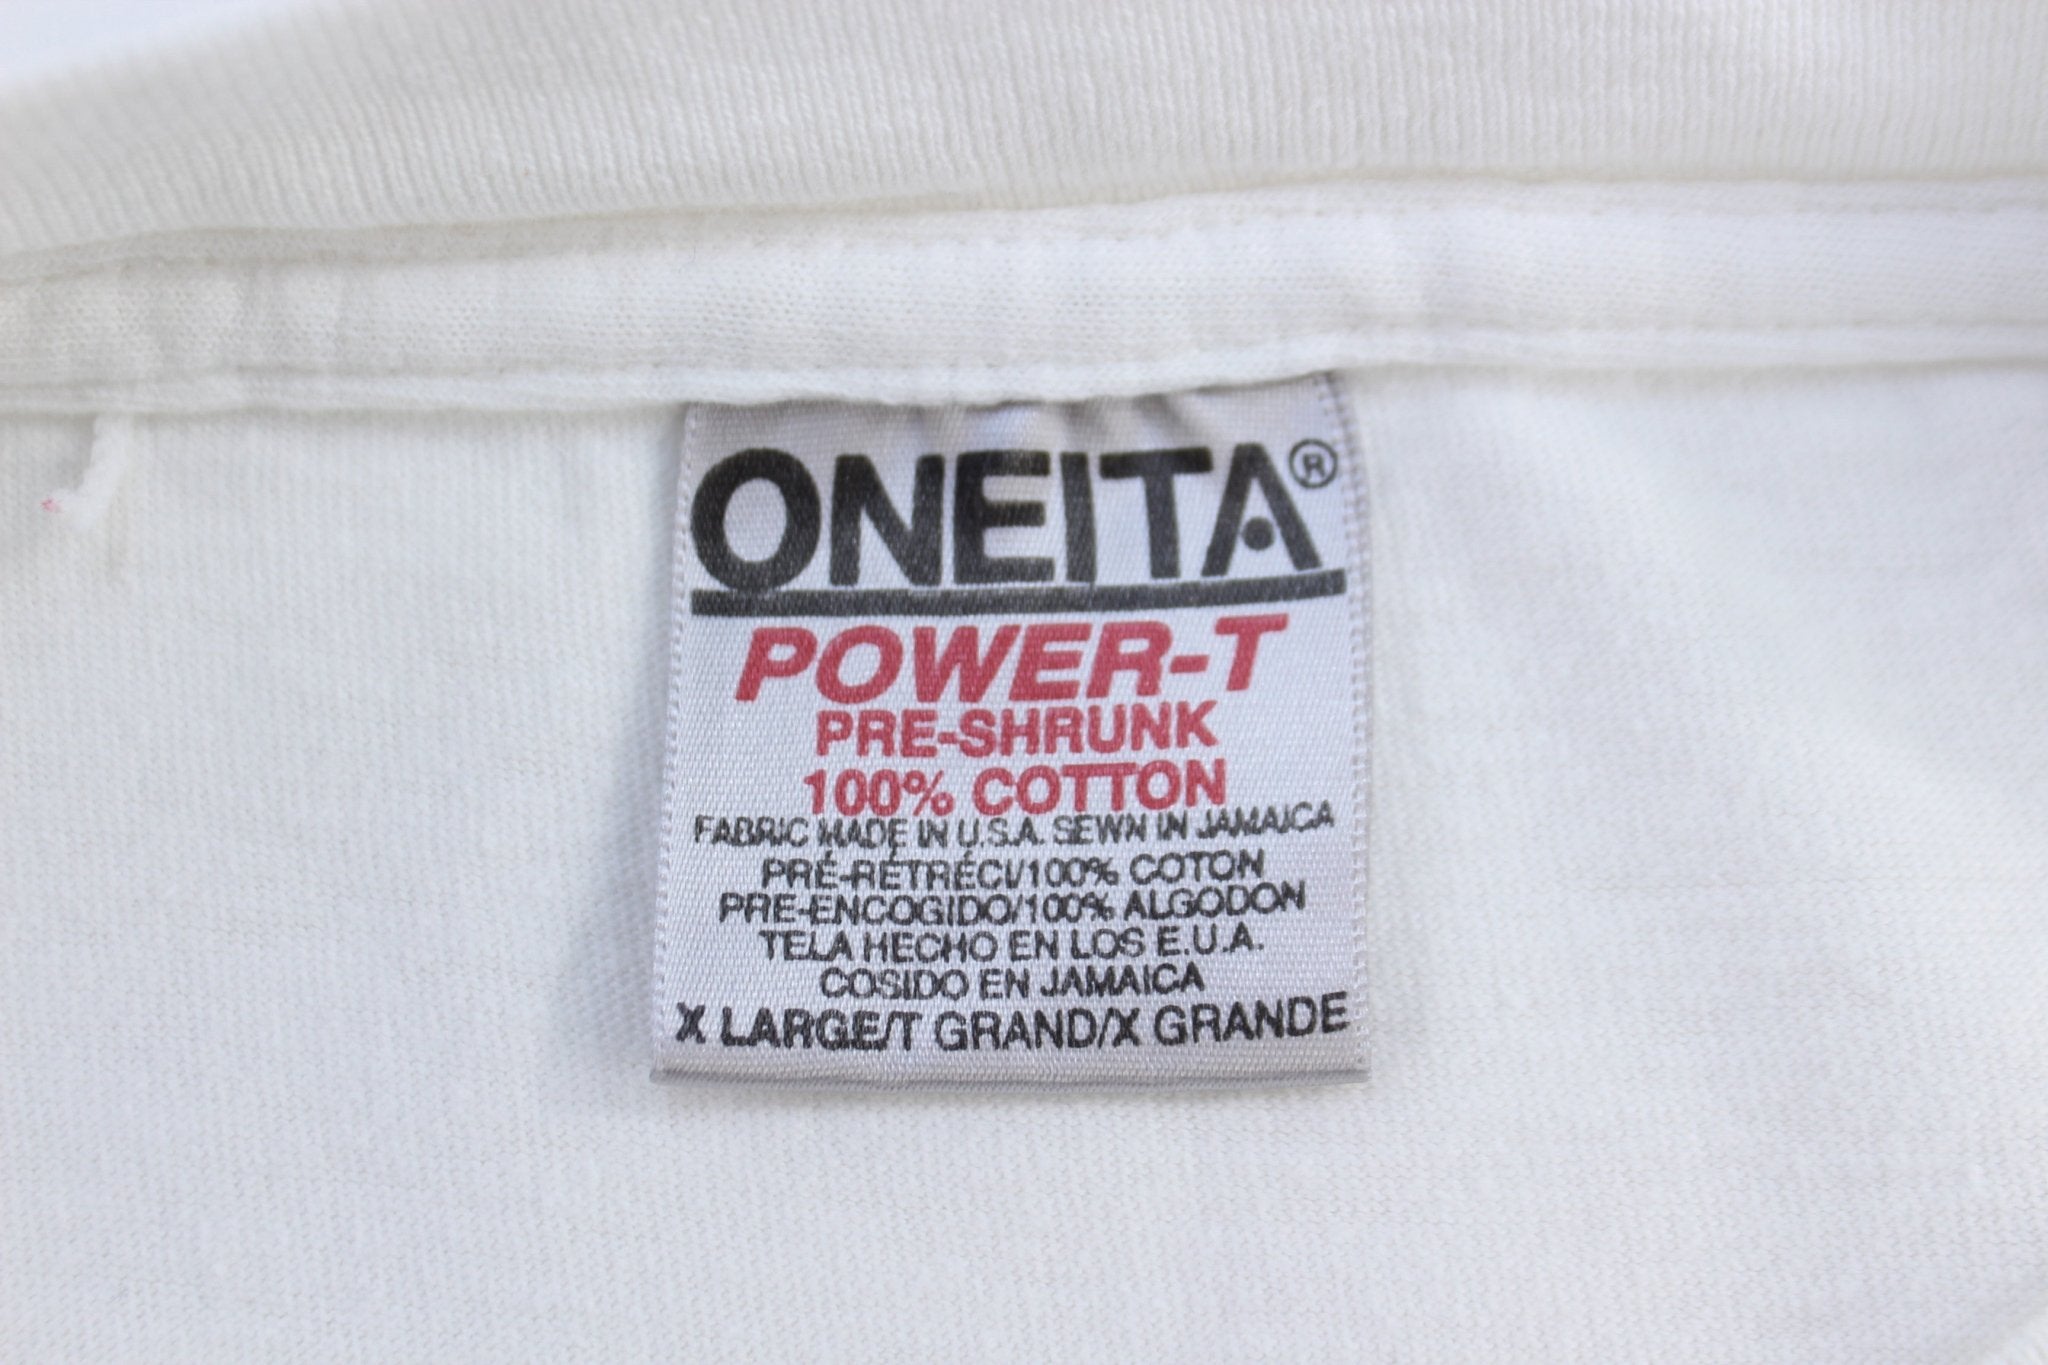 ONEITA®
POWER-T
PRE-SHRUNK
100% COTTON
FABRIC MADE IN U.S.A. SEWN IN JAMAICA
PRÉ-RÉTRÉCI/100% COTON
PRE-ENCOGIDO/100% ALGODON
TELA HECHO EN LOS E.U.A.
COSIDO EN JAMAICA
X LARGE/T GRAND/X GRANDE